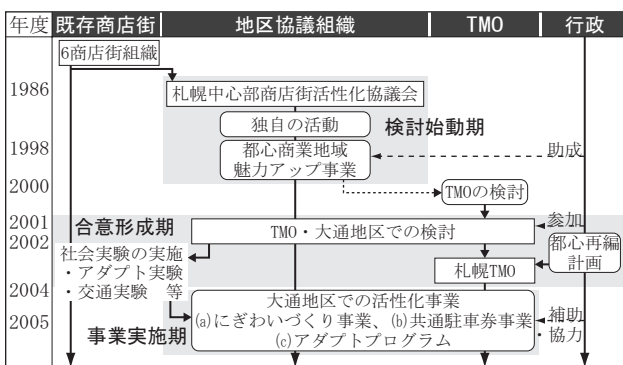 年度 既存商店街 地区協議組織 TMO 行政
6商店街組織
1986
札幌中心部商店街活性化協議会
独自の活動
検討始動期
1998
都心商業地域
魅力アップ事業
助成
2000
TMOの検討
2001
合意形成期
TMO・大通地区での検討
参加
2002
都心再編
計画
社会実験の実施
・アダプト実験
・交通実験 等
札幌TMO
2004
大通地区での活性化事業
2005
(a)にぎわいづくり事業、(b)共通駐車券事業
(c)アダプトプログラム
補助
・協力
事業実施期